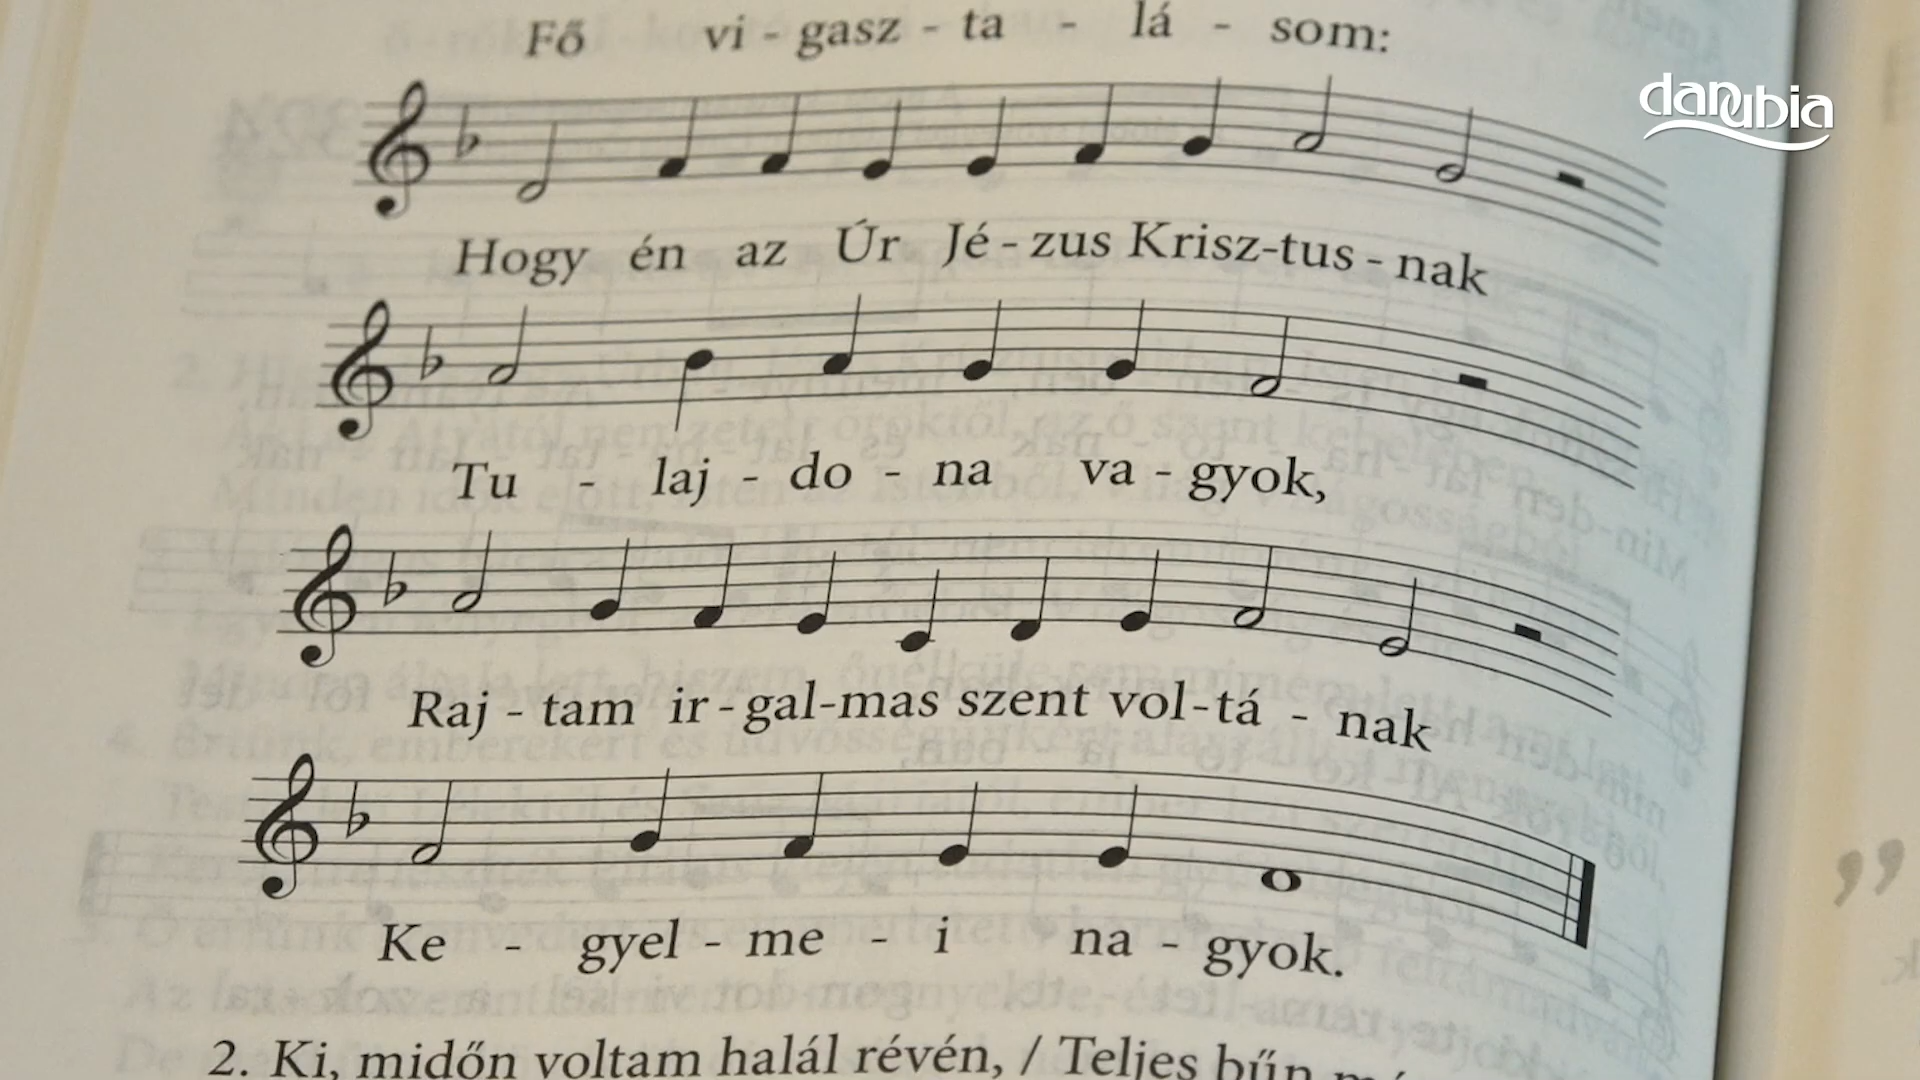 Fő vi - gasz - ta - lá - som:
danubia
Hogy én az Úr Jé - zus Krisz-tus - nak
Tu - laj - do - na va - gyok,
Raj - tam ir - gal-mas szent vol-tá - nak
Ke - gyel - me - i na - gyok.
2. Ki, midőn voltam halál révén, / Teljes bűn